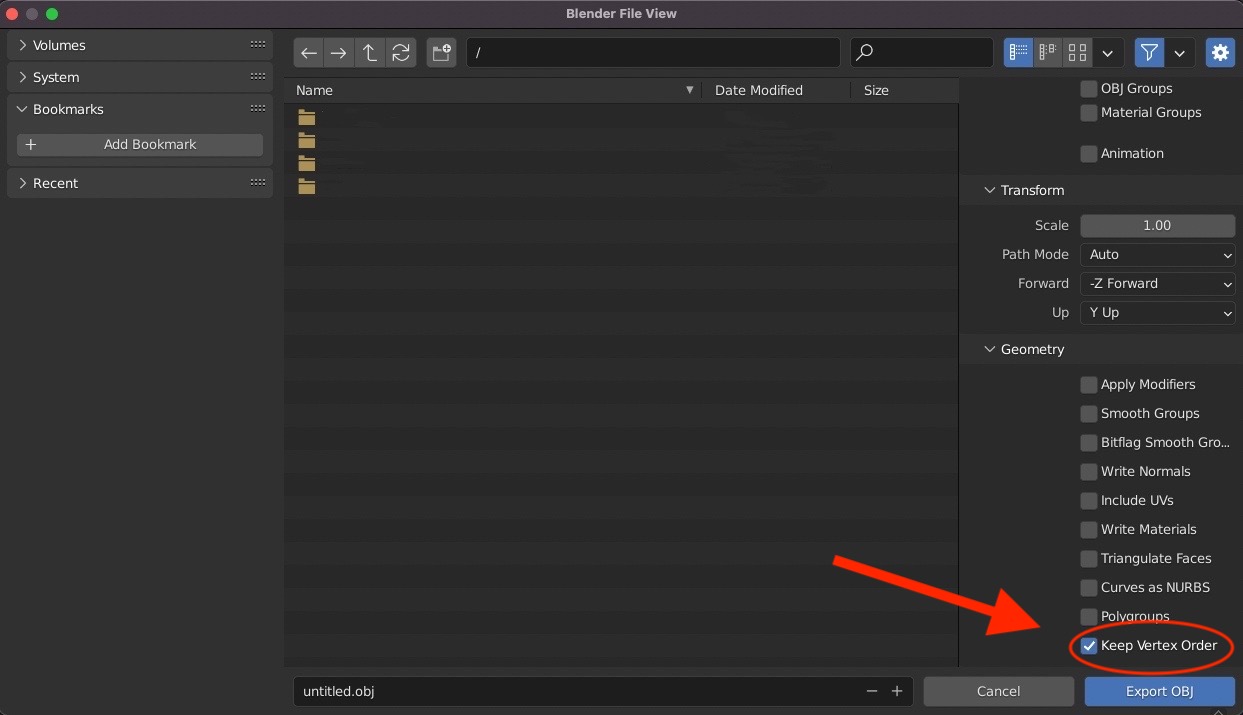 Blender File View
Volumes
System
Bookmarks
Add Bookmark
Recent
/
Name
Date Modified
Size
OBJ Groups
Material Groups
Animation
Transform
Scale
1.00
Path Mode
Auto
Forward
-Z Forward
Up
Y Up
Geometry
Apply Modifiers
Smooth Groups
Bitflag Smooth Gro...
Write Normals
Include UVs
Write Materials
Triangulate Faces
Curves as NURBS
Polygroups
Keep Vertex Order
untitled.obj
Cancel
Export OBJ